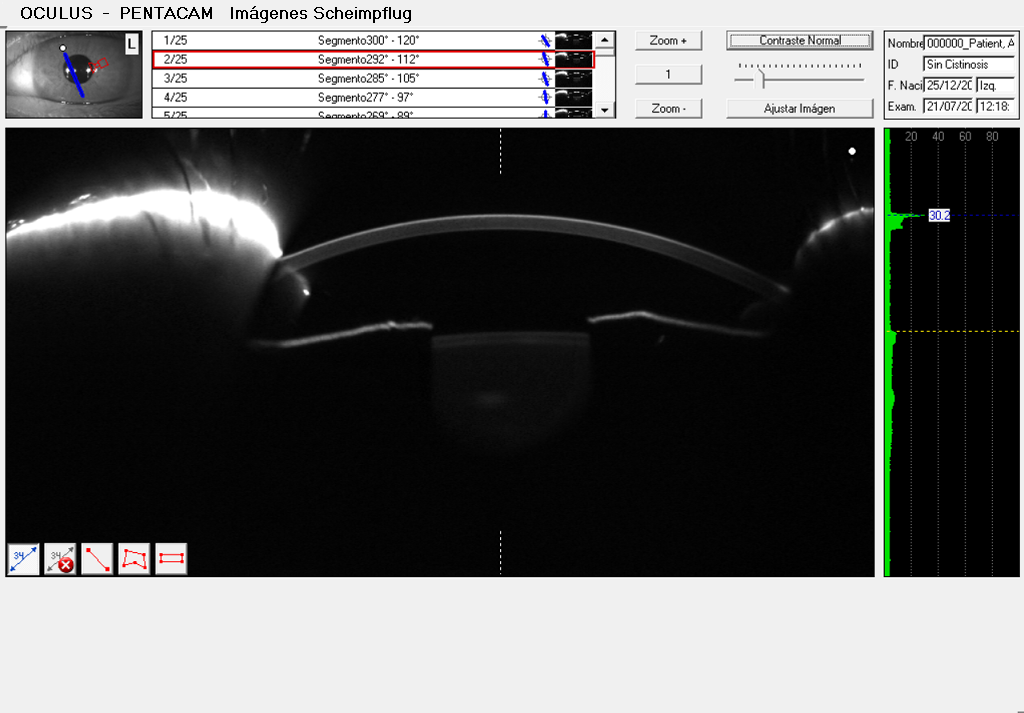 OCULUS - PENTACAM Imágenes Scheimpflug
L
1/25 Segmento300° - 120°
2/25 Segmento292° - 112°
3/25 Segmento285° - 105°
4/25 Segmento277° - 97°
5/25 Segmento269° - 89°
Zoom +
1
Zoom -
Contraste Normal
Ajustar Imágen
Nombre 000000_Patient, A
ID Sin Cistinosis
F. Naci 25/12/20 Izq.
Exam. 21/07/20 12:18:
20 40 60 80
30.2
34
34